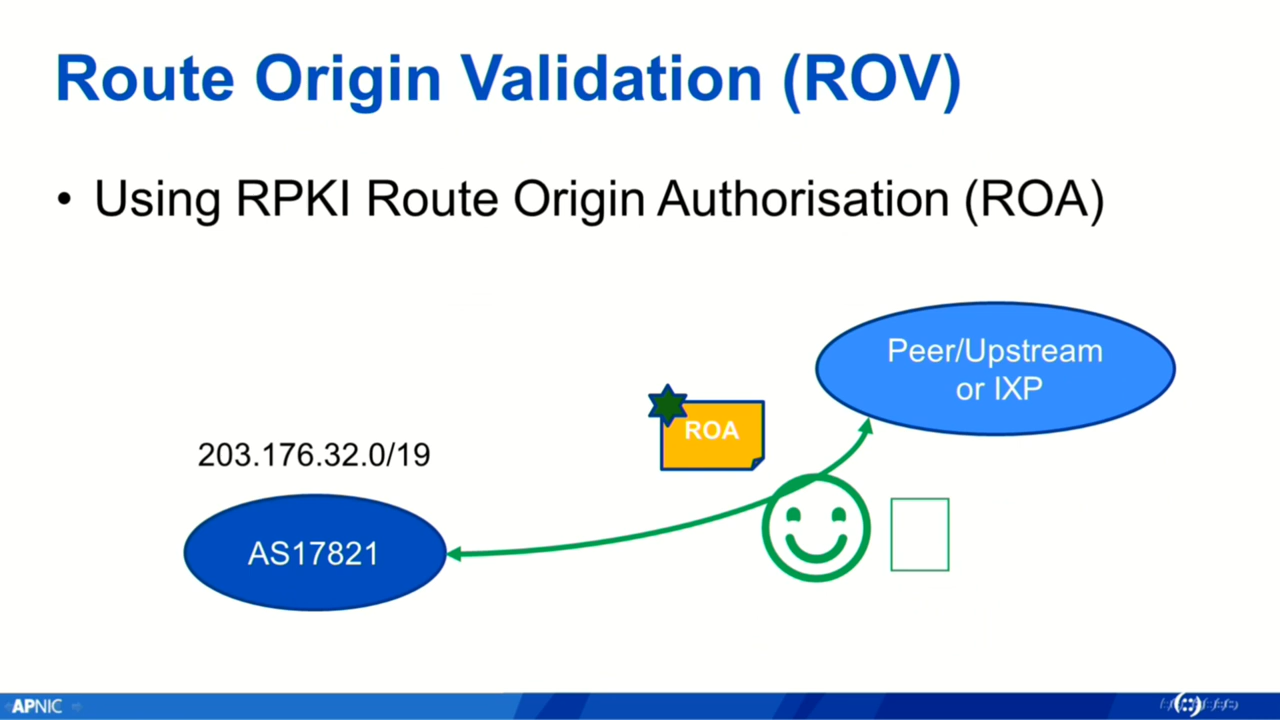 Route Origin Validation (ROV)
• Using RPKI Route Origin Authorisation (ROA)
Peer/Upstream
or IXP
ROA
203.176.32.0/19
AS17821
APNIC